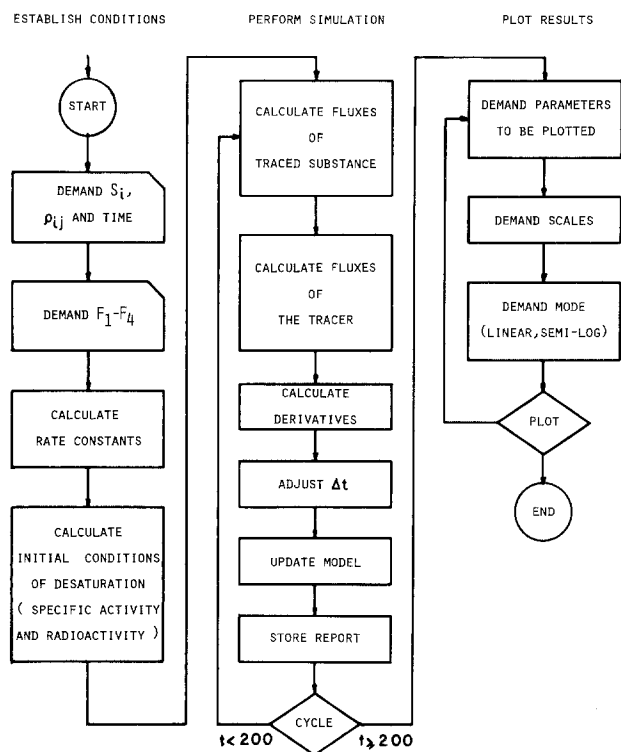 ESTABLISH CONDITIONS
START
DEMAND Si,
ρij AND TIME
DEMAND F1-F4
CALCULATE
RATE CONSTANTS
CALCULATE
INITIAL CONDITIONS
OF DESATURATION
( SPECIFIC ACTIVITY
AND RADIOACTIVITY )
PERFORM SIMULATION
CALCULATE FLUXES
OF
TRACED SUBSTANCE
CALCULATE FLUXES
OF
THE TRACER
CALCULATE
DERIVATIVES
ADJUST Δt
UPDATE MODEL
STORE REPORT
CYCLE
t<200
t⩾200
PLOT RESULTS
DEMAND PARAMETERS
TO BE PLOTTED
DEMAND SCALES
DEMAND MODE
(LINEAR,SEMI-LOG)
PLOT
END